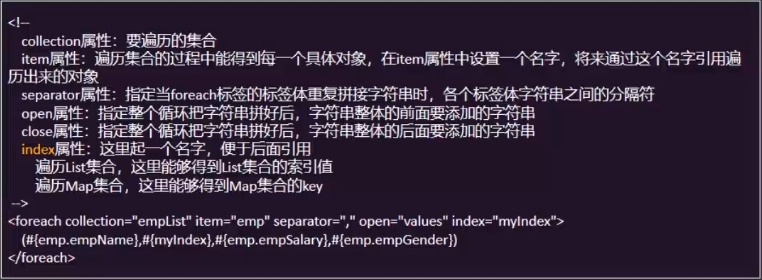 <!--
collection属性：要遍历的集合
item属性：遍历集合的过程中能得到每一个具体对象，在item属性中设置一个名字，将来通过这个名字引用遍
历出来的对象
separator属性：指定当foreach标签的标签体重复拼接字符串时，各个标签体字符串之间的分隔符
open属性：指定整个循环把字符串拼好后，字符串整体的前面要添加的字符串
close属性：指定整个循环把字符串拼好后，字符串整体的后面要添加的字符串
index属性：这里起一个名字，便于后面引用
遍历List集合，这里能够得到List集合的索引值
遍历Map集合，这里能够得到Map集合的key
-->
<foreach collection="empList" item="emp" separator="," open="values" index="myIndex">
(#{emp.empName},#{myIndex},#{emp.empSalary},#{emp.empGender})
</foreach>